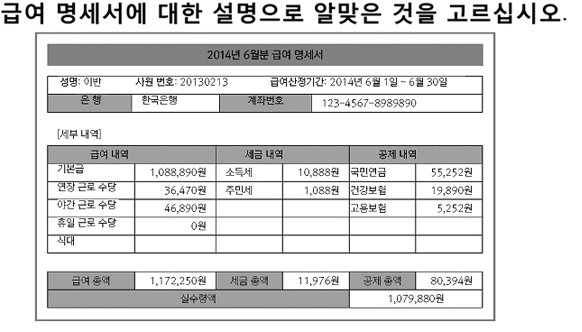 급여 명세서에 대한 설명으로 알맞은 것을 고르십시오.
2014년 6월분 급여 명세서
성명: 이반 사원 번호: 20130213 급여산정기간: 2014년 6월 1일 ~ 6월 30일
은 행 한국은행 계좌번호 123-4567-8989890
[세부 내역]
급여 내역 세금 내역 공제 내역
기본급 1,088,890원 소득세 10,888원 국민연금 55,252원
연장 근로 수당 36,470원 주민세 1,088원 건강보험 19,890원
야간 근로 수당 46,890원 고용보험 5,252원
휴일 근로 수당 0원
식대
급여 총액 1,172,250원 세금 총액 11,976원 공제 총액 80,394원
실수령액 1,079,880원